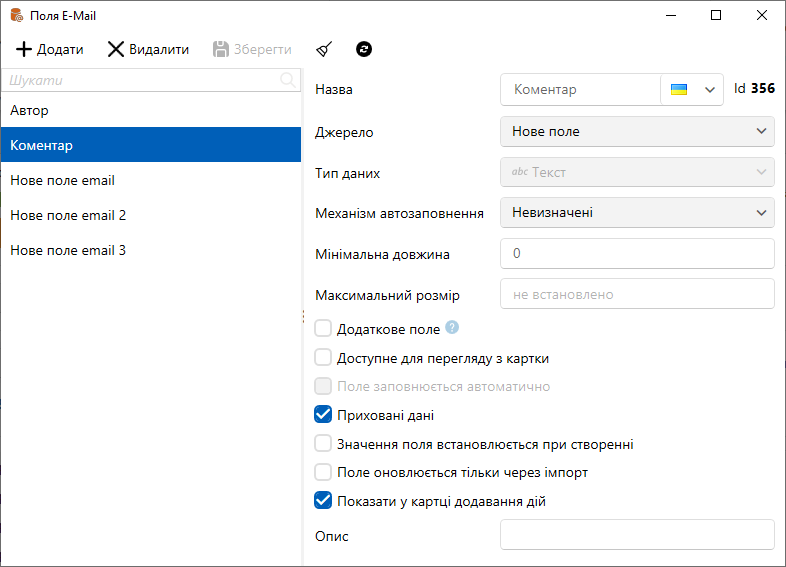 Поля E-Mail
Додати Видалити Зберегти
Шукати
Автор
Коментар
Нове поле email
Нове поле email 2
Нове поле email 3
Назва Коментар Id 356
Джерело Нове поле
Тип даних abc Текст
Механізм автозаповнення Невизначені
Мінімальна довжина 0
Максимальний розмір не встановлено
Додаткове поле ?
Доступне для перегляду з картки
Поле заповнюється автоматично
Приховані дані
Значення поля встановлюється при створенні
Поле оновлюється тільки через імпорт
Показати у картці додавання дій
Опис